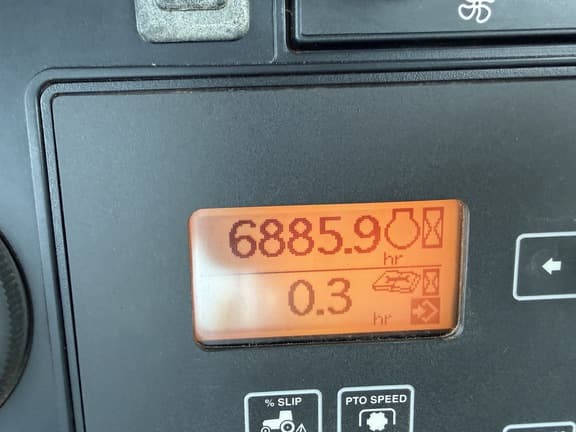 6885.9
hr
0.3
hr
% SLIP
PTO SPEED